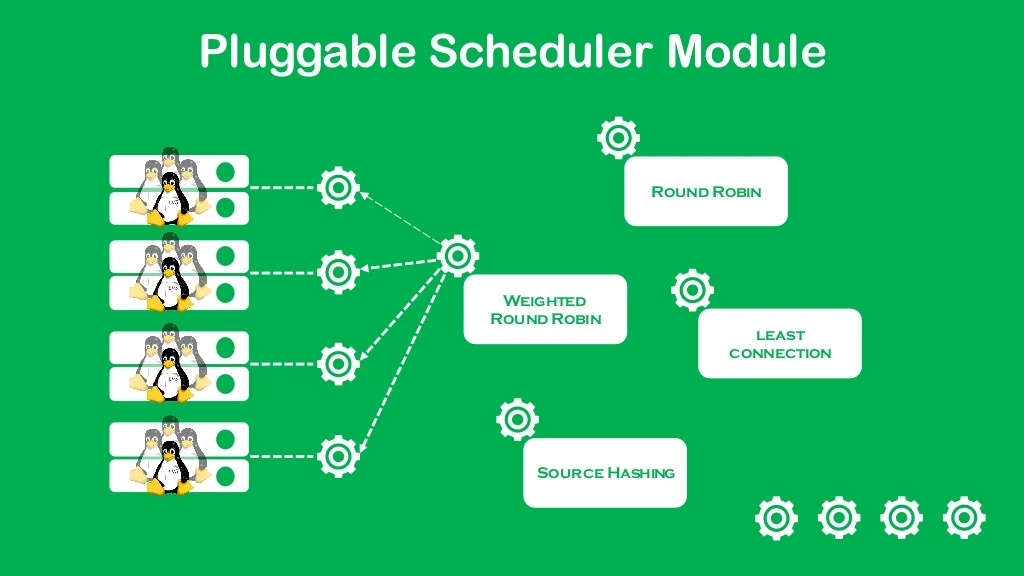 Pluggable Scheduler Module
Round Robin
Weighted
Round Robin
least
connection
Source Hashing